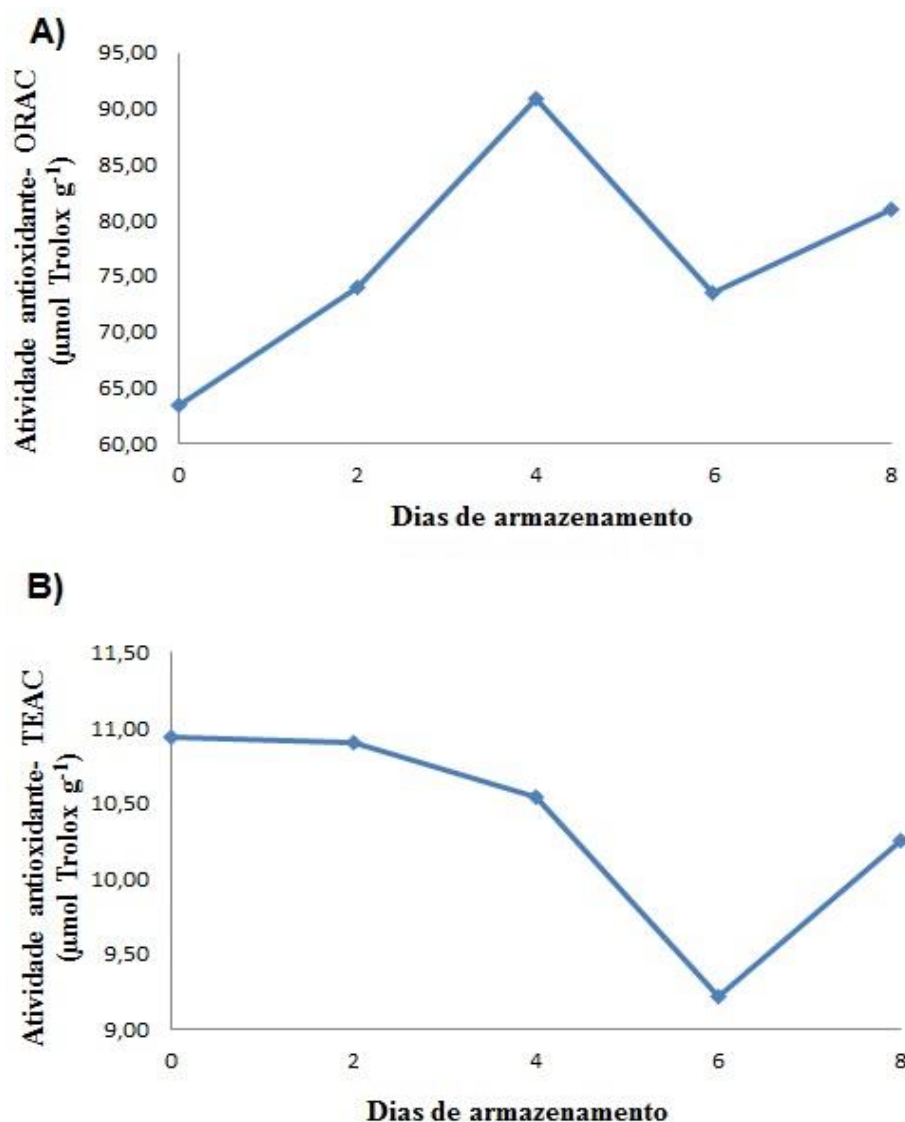 A)
Atividade antioxidante- ORAC
(µmol Trolox g⁻¹)
95,00
90,00
85,00
80,00
75,00
70,00
65,00
60,00
0 2 4 6 8
Dias de armazenamento
B)
Atividade antioxidante- TEAC
(µmol Trolox g⁻¹)
11,50
11,00
10,50
10,00
9,50
9,00
0 2 4 6 8
Dias de armazenamento